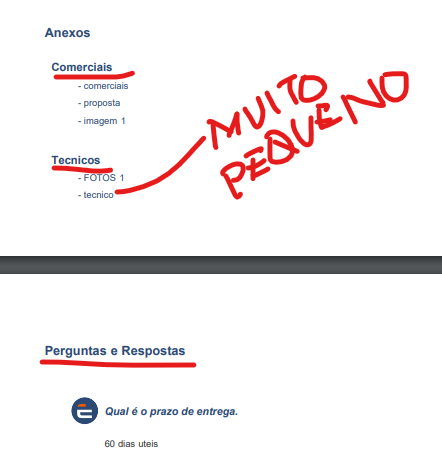 Anexos
Comerciais
- comerciais
- proposta
- imagem 1
MUITO
PEQUENO
Tecnicos
- FOTOS 1
- tecnico
Perguntas e Respostas
Qual é o prazo de entrega.
60 dias uteis